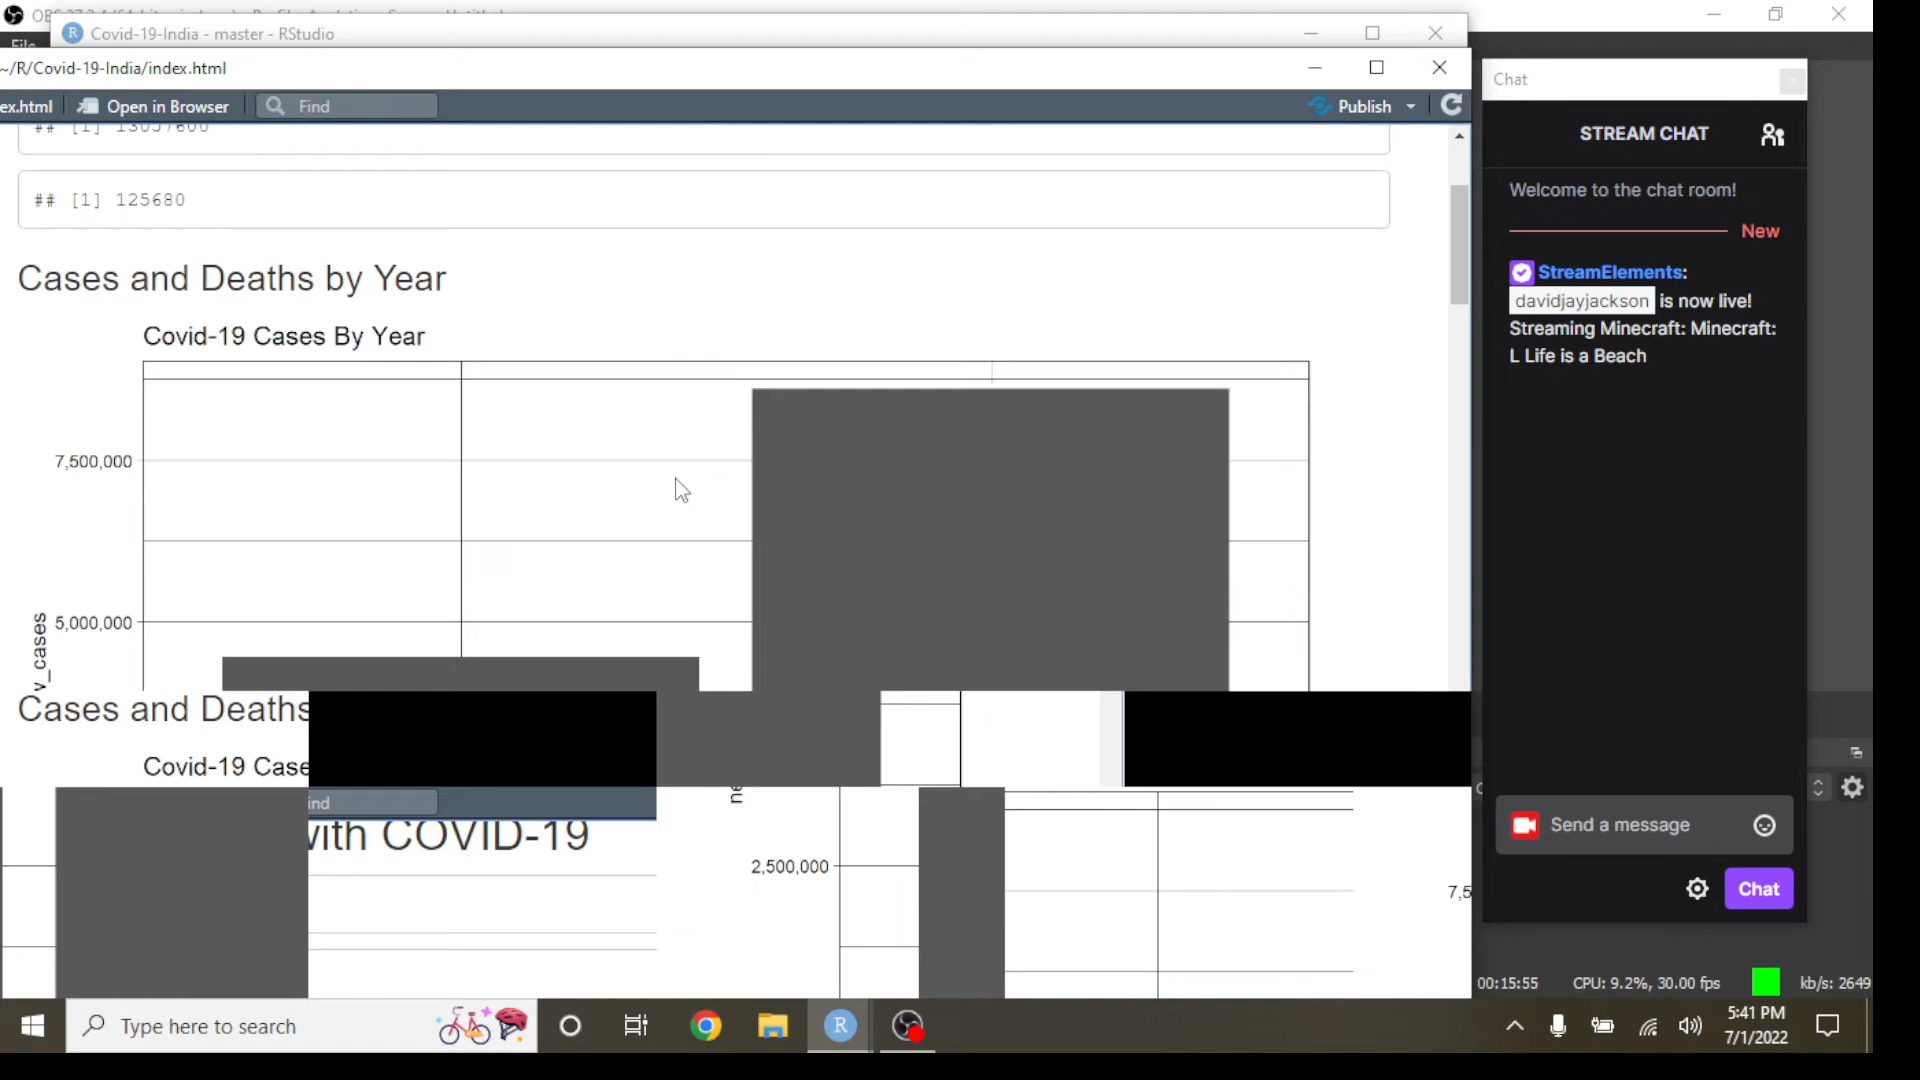 Covid-19-India - master - RStudio
~/R/Covid-19-India/index.html
ex.html
Open in Browser
Find
Publish
## [1] 125680
Cases and Deaths by Year
Covid-19 Cases By Year
7,500,000
5,000,000
v_cases
Cases and Deaths
Covid-19 Case
ind
with COVID-19
ne
2,500,000
7,5
Chat
STREAM CHAT
Welcome to the chat room!
New
StreamElements:
davidjayjackson is now live!
Streaming Minecraft: Minecraft:
L Life is a Beach
Send a message
Chat
00:15:55
CPU: 9.2%, 30.00 fps
kb/s: 2649
Type here to search
R
5:41 PM
7/1/2022